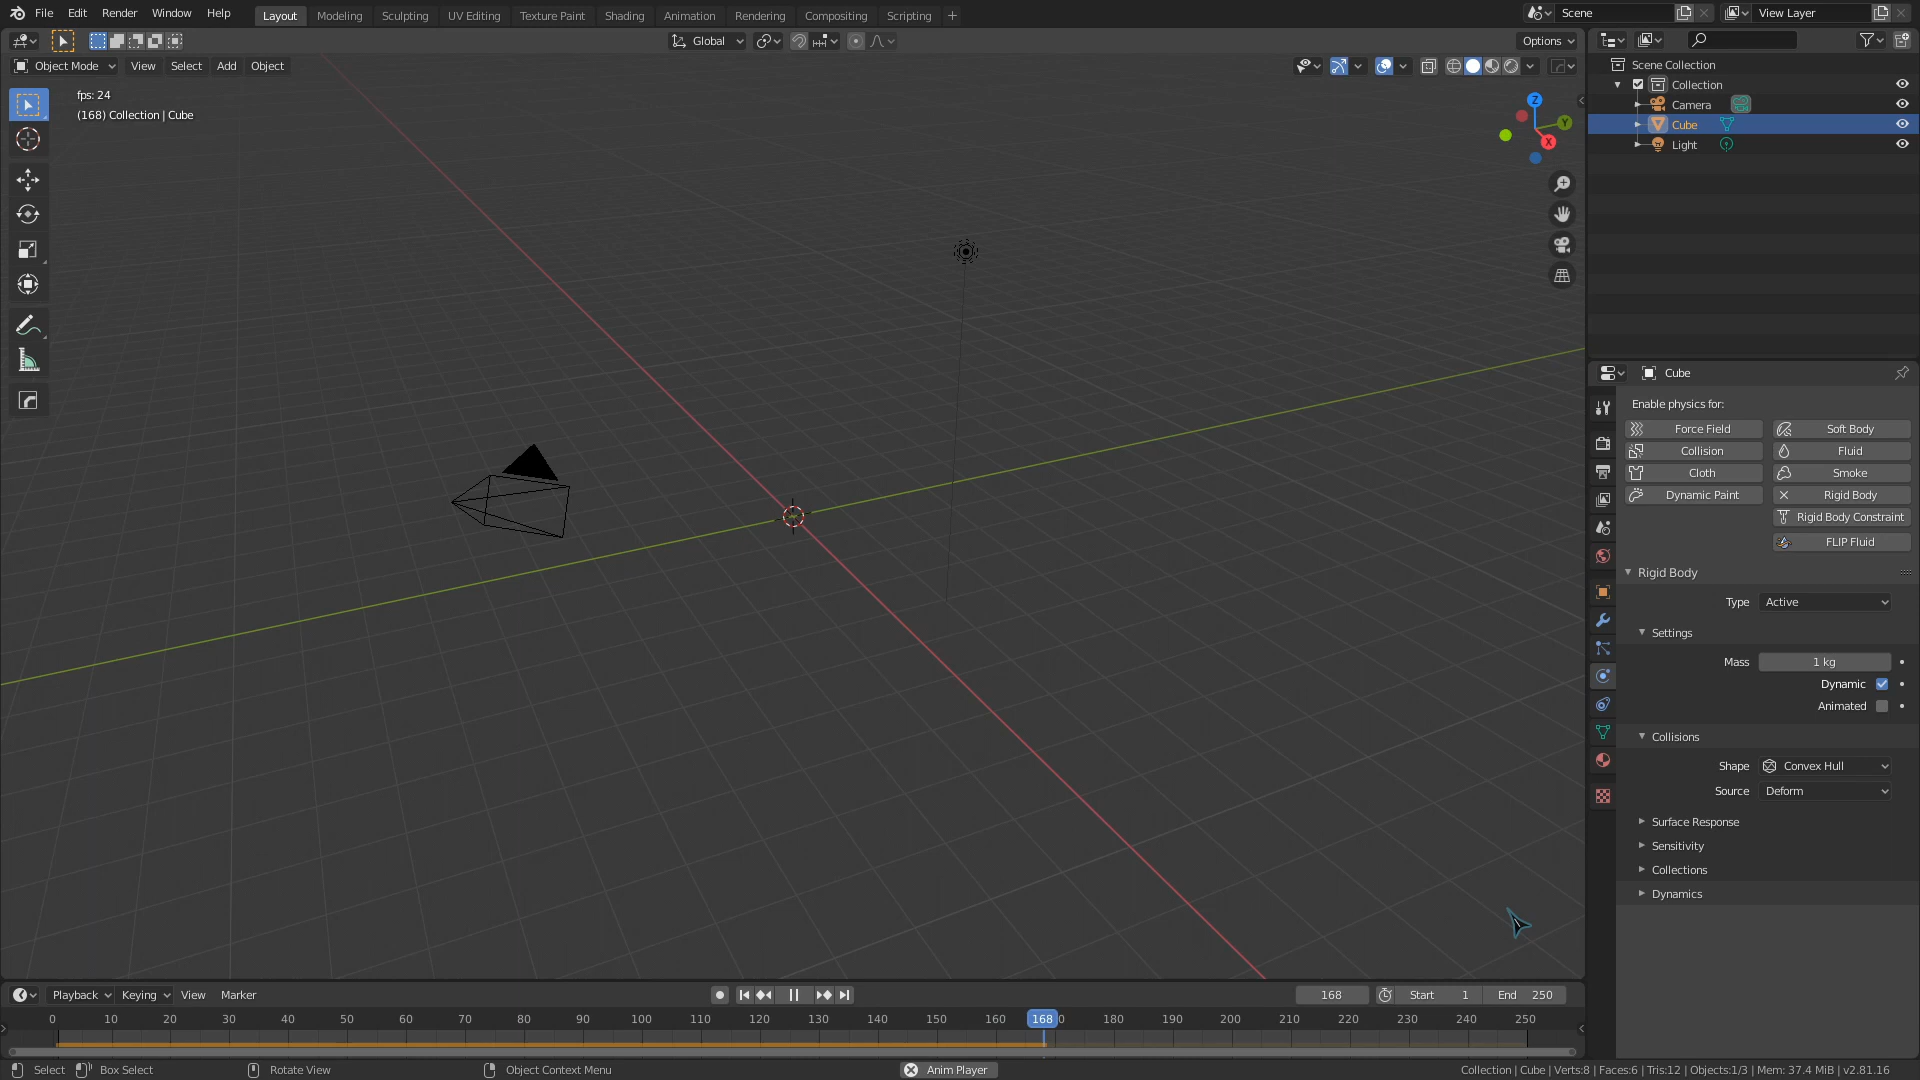 File Edit Render Window Help
Layout Modeling Sculpting UV Editing Texture Paint Shading Animation Rendering Compositing Scripting +
Scene
View Layer
Global
Options
Object Mode View Select Add Object
fps: 24
(168) Collection | Cube
Z
Y
X
Scene Collection
Collection
Camera
Cube
Light
Cube
Enable physics for:
Force Field Soft Body
Collision Fluid
Cloth Smoke
Dynamic Paint Rigid Body
Rigid Body Constraint
FLIP Fluid
Rigid Body
Type Active
Settings
Mass 1 kg
Dynamic
Animated
Collisions
Shape Convex Hull
Source Deform
Surface Response
Sensitivity
Collections
Dynamics
Playback Keying View Marker
168 Start 1 End 250
0 10 20 30 40 50 60 70 80 90 100 110 120 130 140 150 160 168 0 180 190 200 210 220 230 240 250
Select Box Select Rotate View Object Context Menu Anim Player
Collection | Cube | Verts:8 | Faces:6 | Tris:12 | Objects:1/3 | Mem: 37.4 MiB | v2.81.16